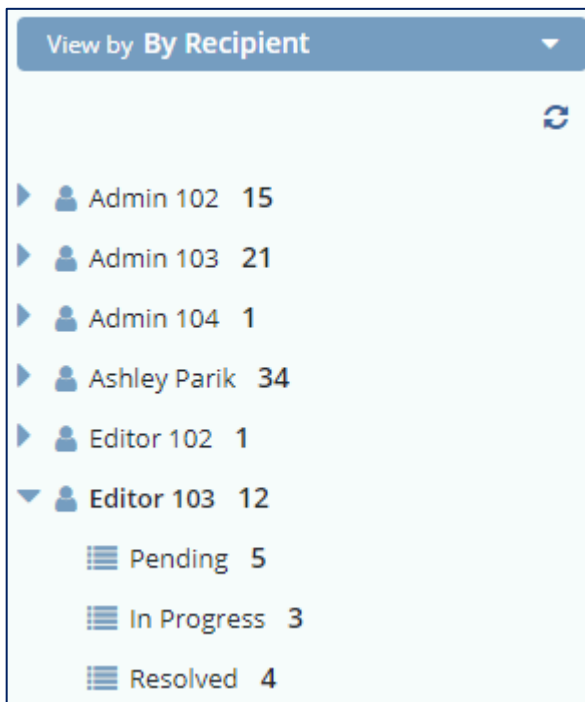 View by By Recipient
Admin 102 15
Admin 103 21
Admin 104 1
Ashley Parik 34
Editor 102 1
Editor 103 12
Pending 5
In Progress 3
Resolved 4